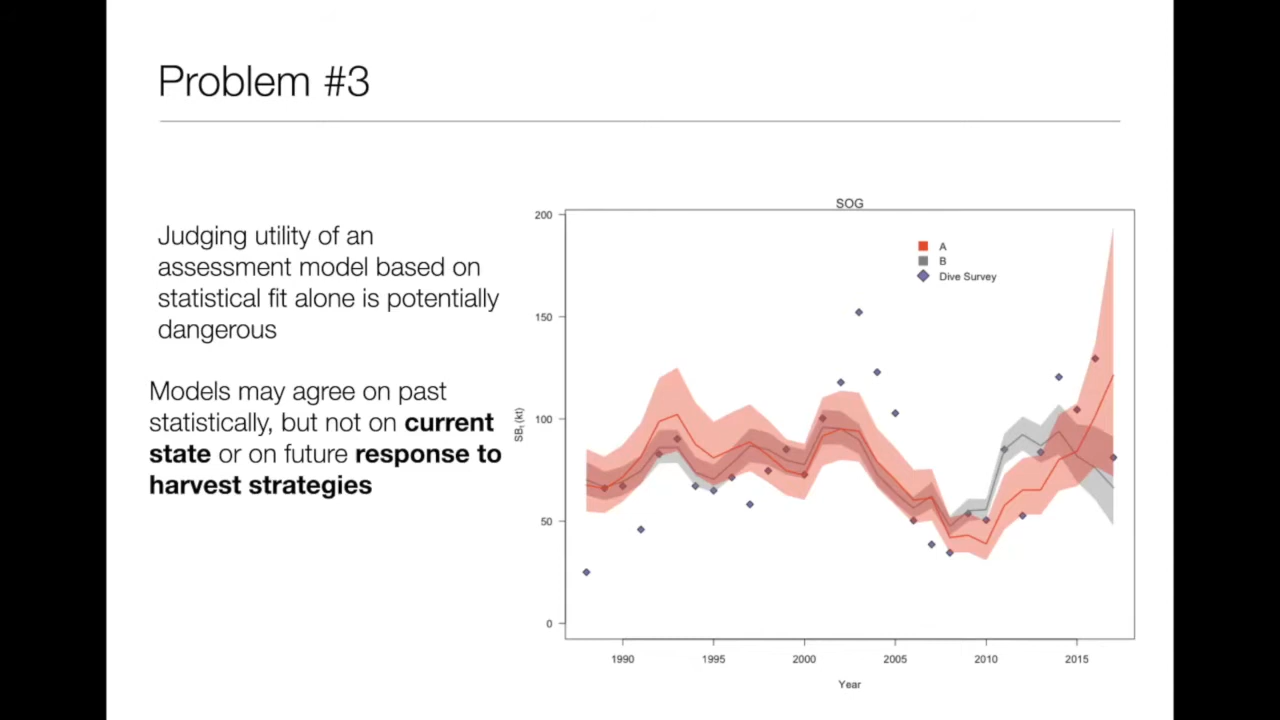 Problem #3
Judging utility of an
assessment model based on
statistical fit alone is potentially
dangerous
Models may agree on past
statistically, but not on current
state or on future response to
harvest strategies
SOG
A
B
Dive Survey
200
150
100
50
0
SBt (kt)
1990 1995 2000 2005 2010 2015
Year